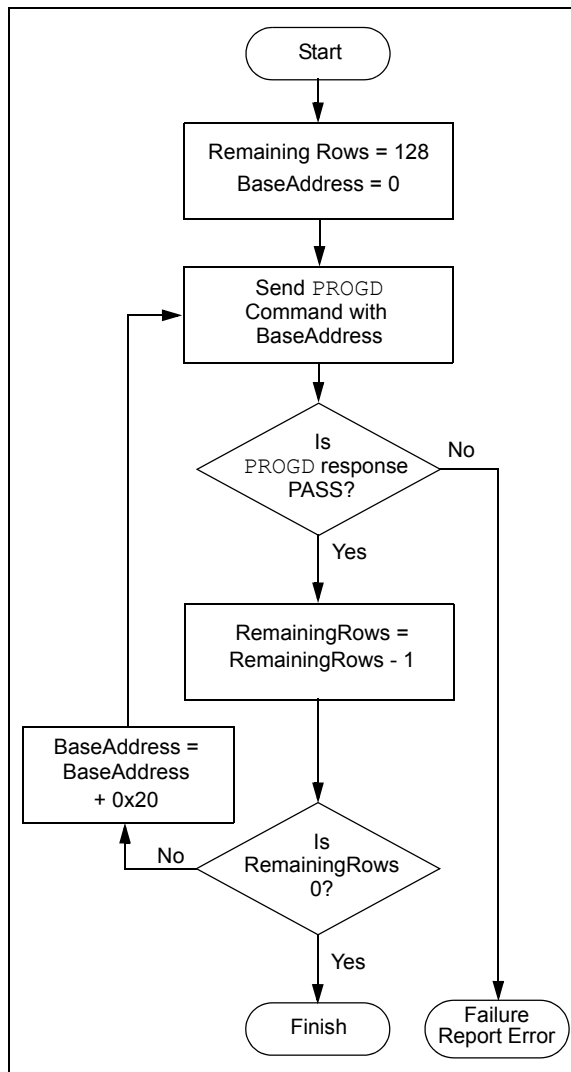 Start
Remaining Rows = 128
BaseAddress = 0
Send PROGD
Command with
BaseAddress
Is
PROGD response
PASS?
No
Yes
RemainingRows =
RemainingRows - 1
BaseAddress =
BaseAddress
+ 0x20
Is
RemainingRows
0?
No
Yes
Finish
Failure
Report Error